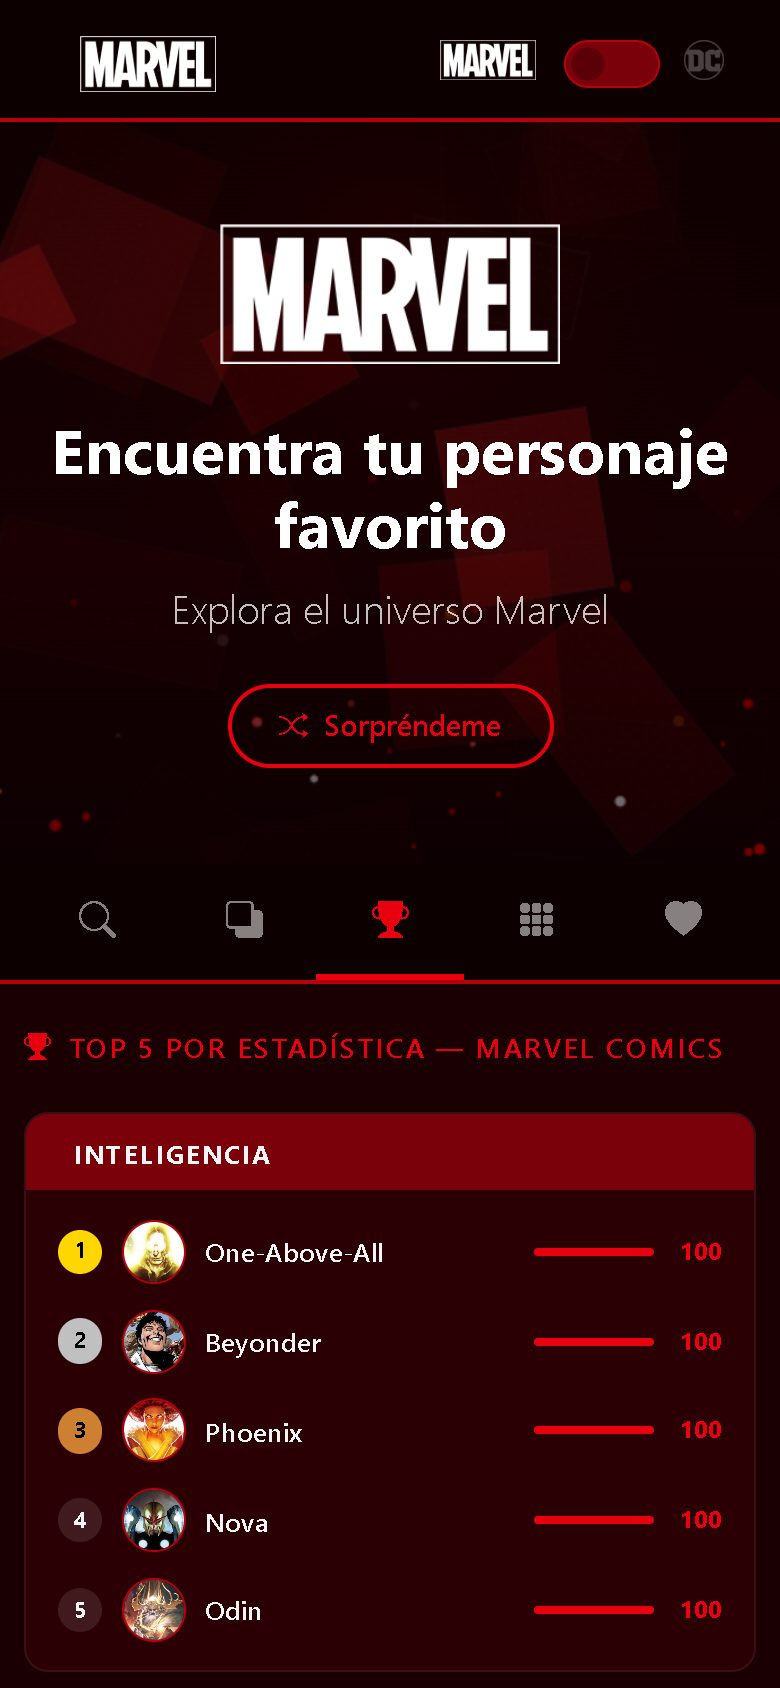 MARVEL
MARVEL
DC
MARVEL
Encuentra tu personaje
favorito
Explora el universo Marvel
Sorpréndeme
TOP 5 POR ESTADÍSTICA — MARVEL COMICS
INTELIGENCIA
1 One-Above-All 100
2 Beyonder 100
3 Phoenix 100
4 Nova 100
5 Odin 100